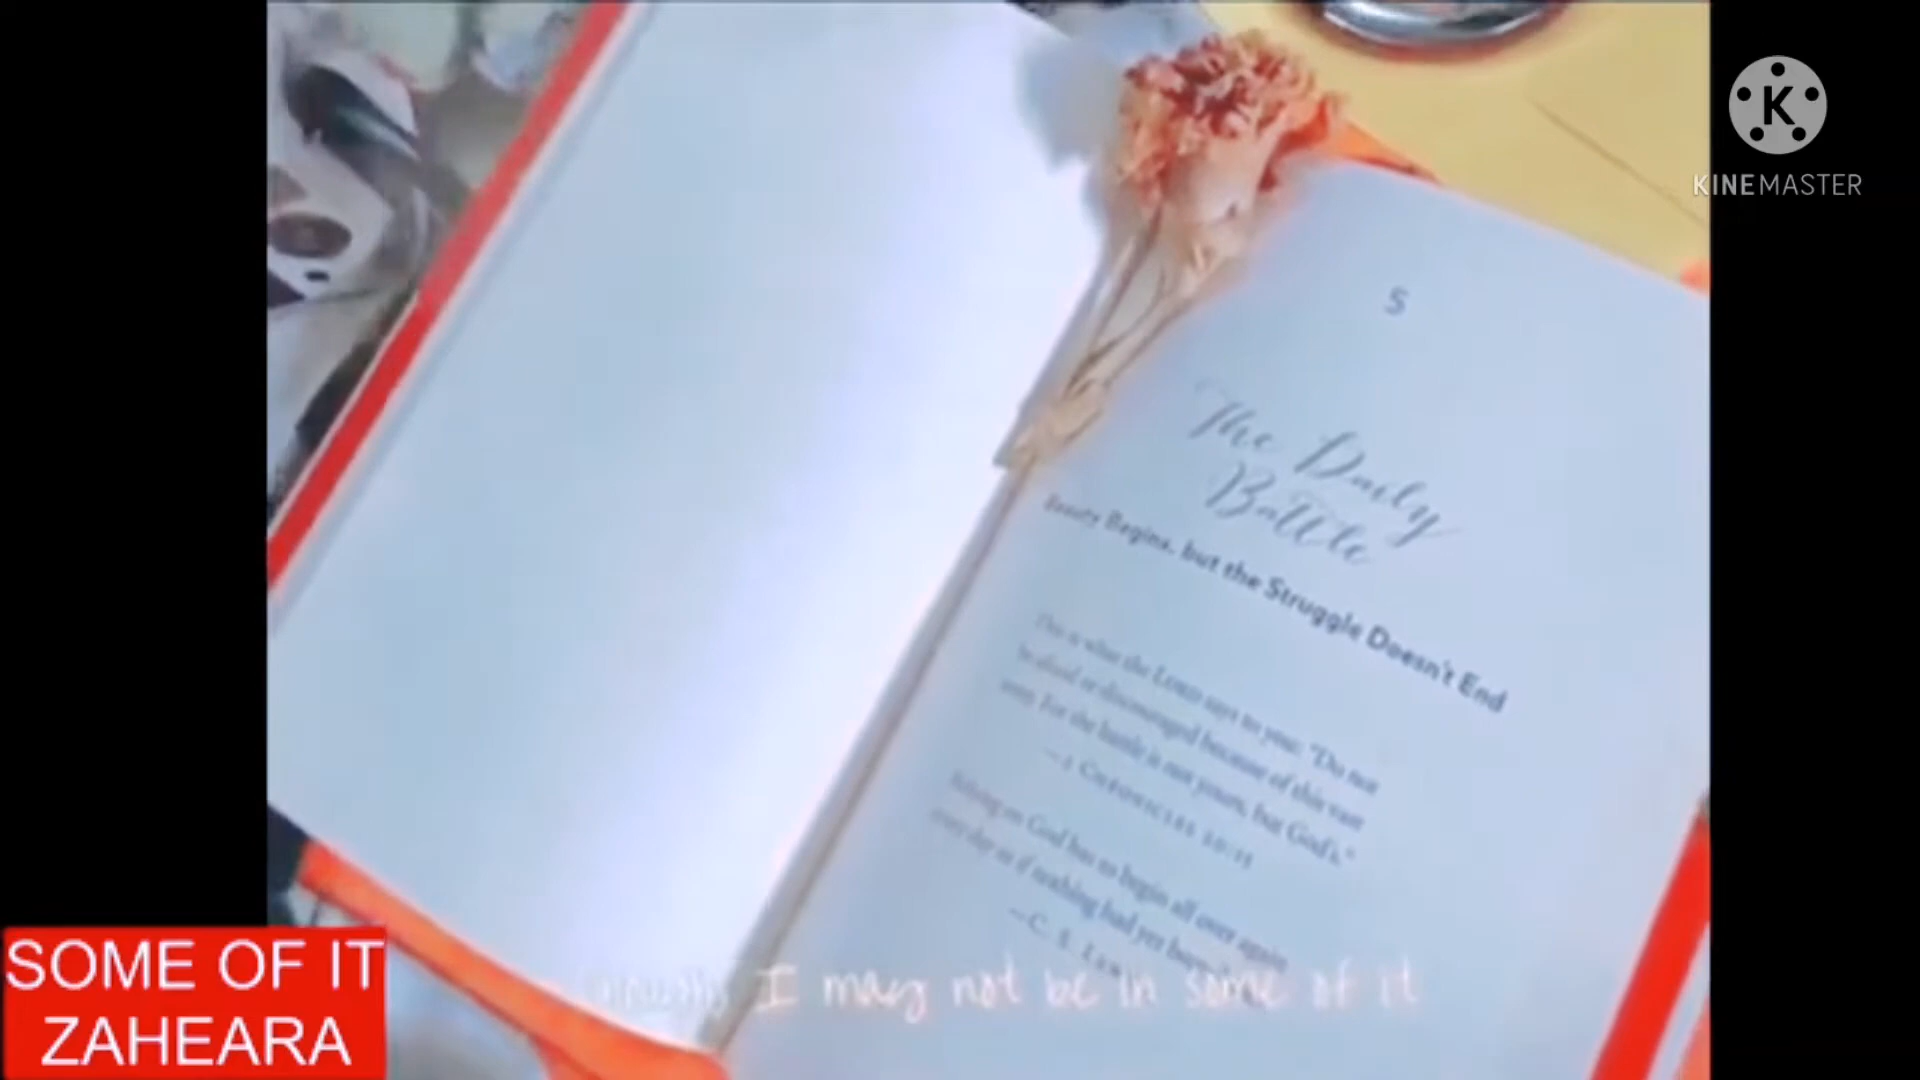 KINEMASTER
5
The Daily
Battle
Beauty Begins, but the Struggle Doesn't End
This is what the LORD says to you: "Do not
be afraid or discouraged because of this vast
army. For the battle is not yours, but God's."
—2 CHRONICLES 20:15
Relying on God has to begin all over again
every day as if nothing had yet been
—C. S.
I may not be in some of it
SOME OF IT
ZAHEARA